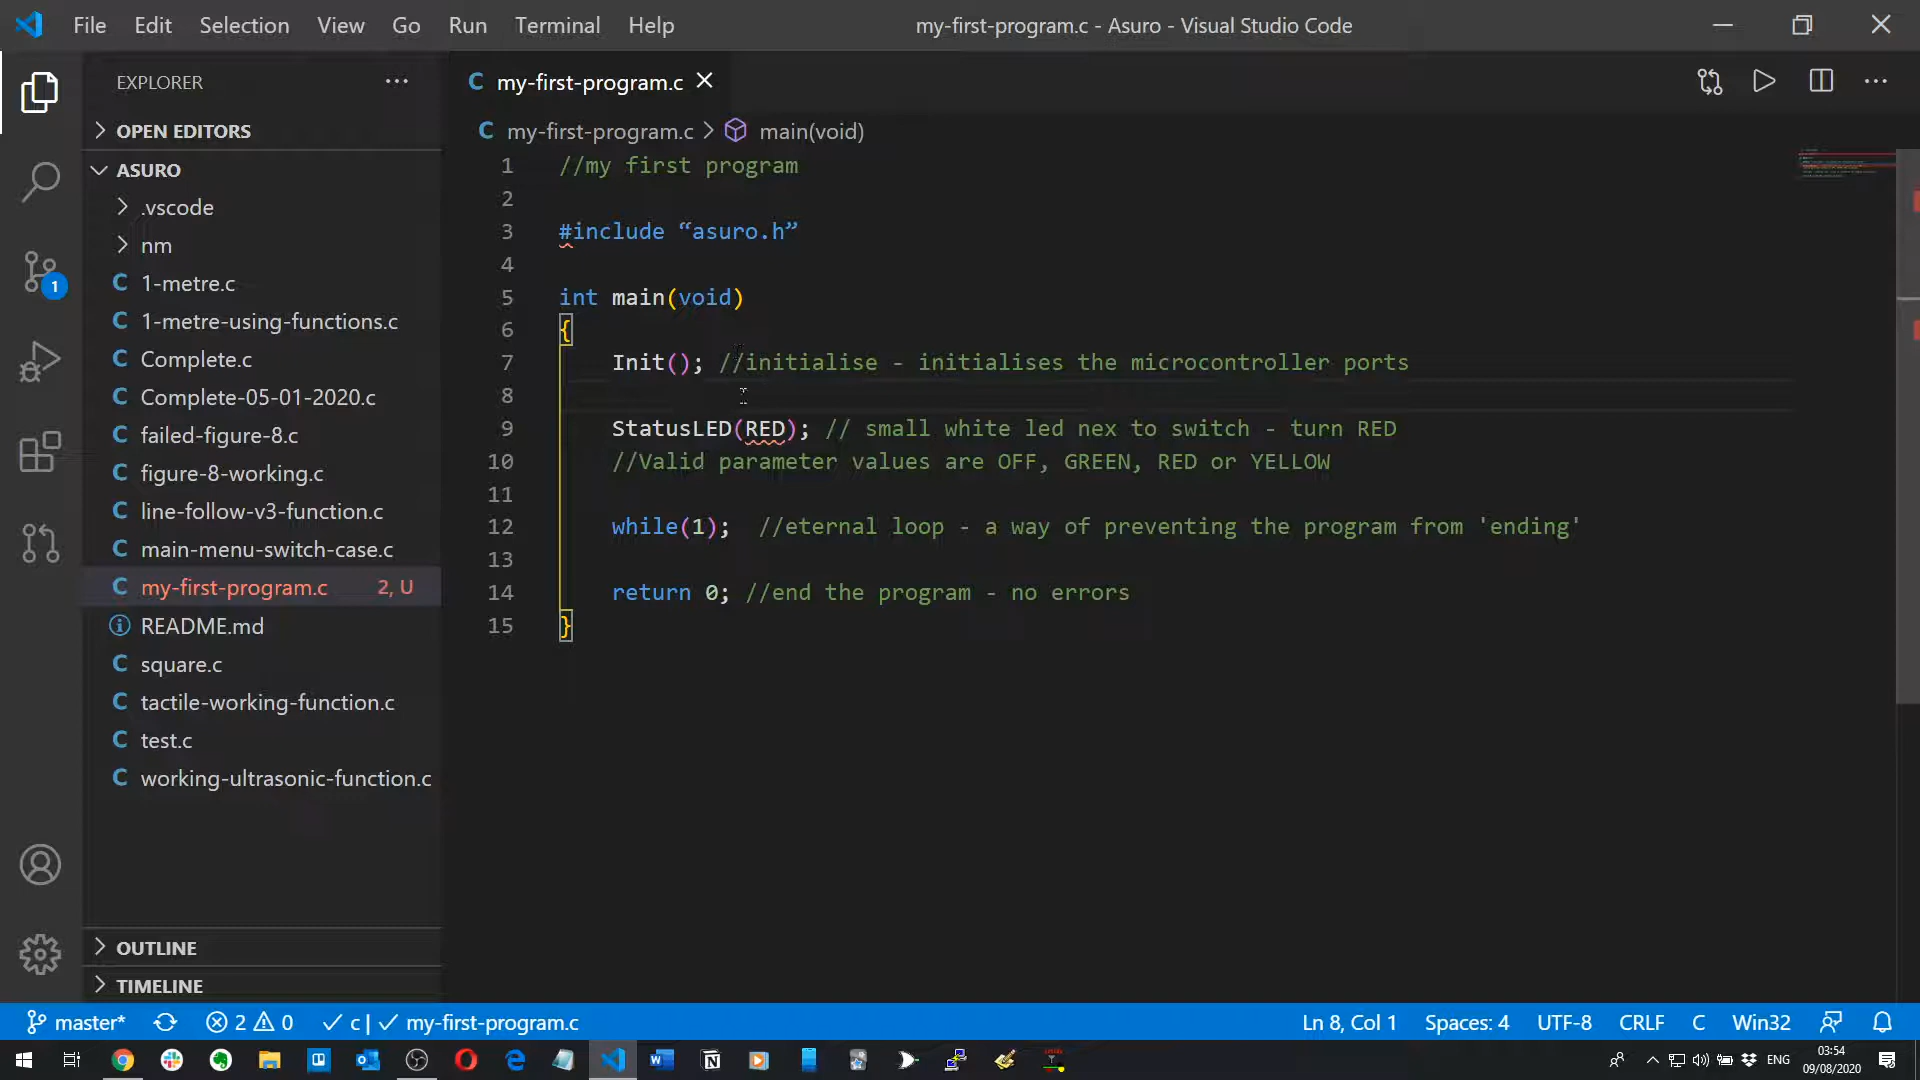 File Edit Selection View Go Run Terminal Help my-first-program.c - Asuro - Visual Studio Code
EXPLORER
my-first-program.c
OPEN EDITORS
my-first-program.c > main(void)
ASURO
.vscode
nm
1-metre.c
1-metre-using-functions.c
Complete.c
Complete-05-01-2020.c
failed-figure-8.c
figure-8-working.c
line-follow-v3-function.c
main-menu-switch-case.c
my-first-program.c 2, U
README.md
square.c
tactile-working-function.c
test.c
working-ultrasonic-function.c
OUTLINE
TIMELINE
1
1 //my first program
2
3 #include “asuro.h”
4
5 int main(void)
6 {
7 Init(); //initialise - initialises the microcontroller ports
8
9 StatusLED(RED); // small white led nex to switch - turn RED
10 //Valid parameter values are OFF, GREEN, RED or YELLOW
11
12 while(1); //eternal loop - a way of preventing the program from 'ending'
13
14 return 0; //end the program - no errors
15 }
master* 2 0 c | my-first-program.c Ln 8, Col 1 Spaces: 4 UTF-8 CRLF C Win32
ENG 03:54
09/08/2020